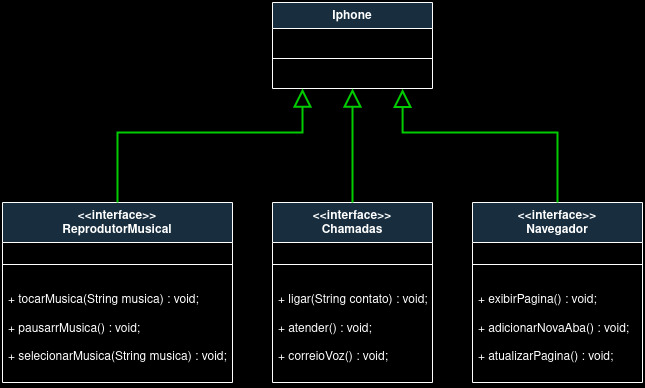 Iphone
<<interface>>
ReprodutorMusical
+ tocarMusica(String musica) : void;
+ pausarrMusica() : void;
+ selecionarMusica(String musica) : void;
<<interface>>
Chamadas
+ ligar(String contato) : void;
+ atender() : void;
+ correioVoz() : void;
<<interface>>
Navegador
+ exibirPagina() : void;
+ adicionarNovaAba() : void;
+ atualizarPagina() : void;